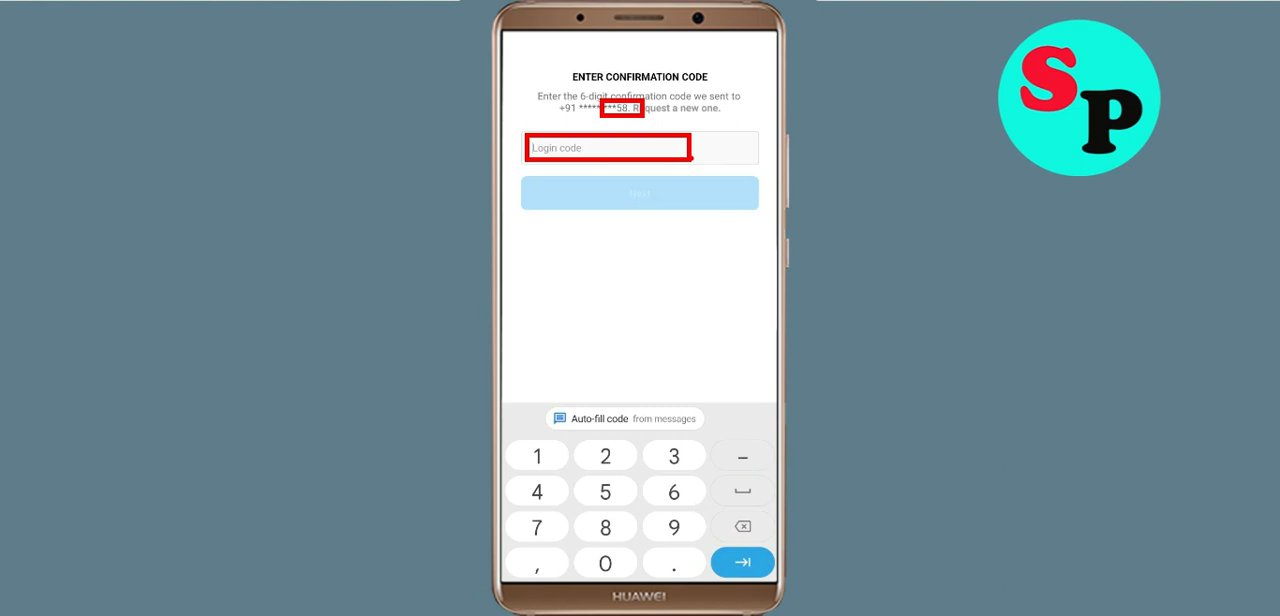 SP
ENTER CONFIRMATION CODE
Enter the 6-digit confirmation code we sent to
+91 ********58. Request a new one.
Login code
Next
Auto-fill code from messages
1 2 3 –
4 5 6
7 8 9
, 0 .
HUAWEI